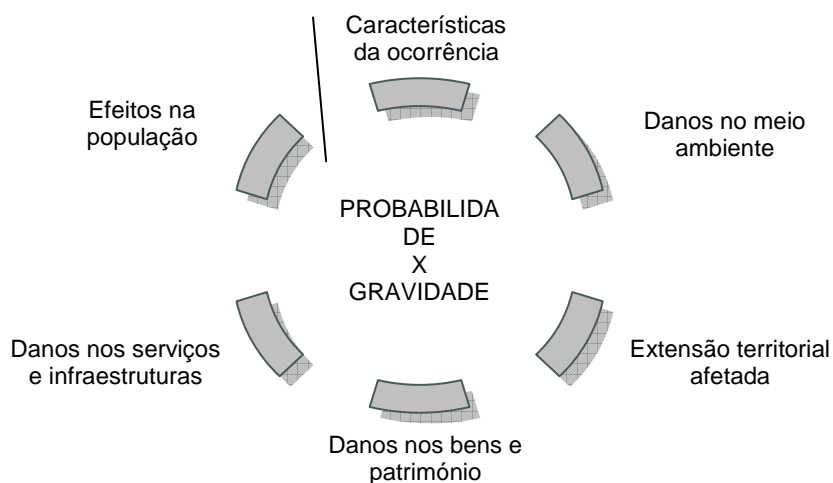 Características
da ocorrência
Efeitos na
população
Danos no meio
ambiente
PROBABILIDA
DE
X
GRAVIDADE
Danos nos serviços
e infraestruturas
Extensão territorial
afetada
Danos nos bens e
património